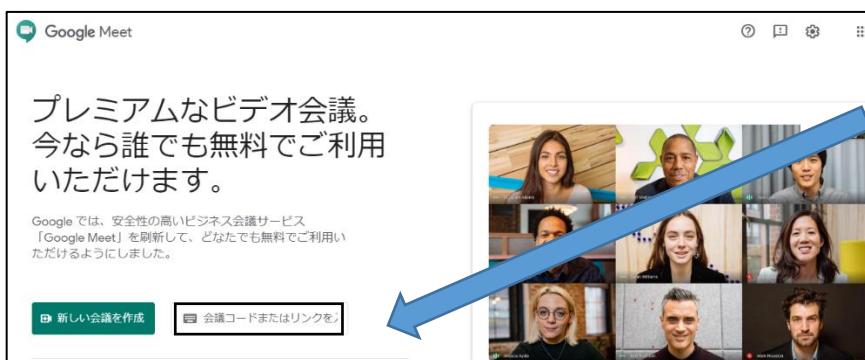 Google Meet
プレミアムなビデオ会議。
今なら誰でも無料でご利用
いただけます。
Google では、安全性の高いビジネス会議サービス
「Google Meet」を刷新して、どなたでも無料でご利用い
ただけるようにしました。
新しい会議を作成
会議コードまたはリンクを